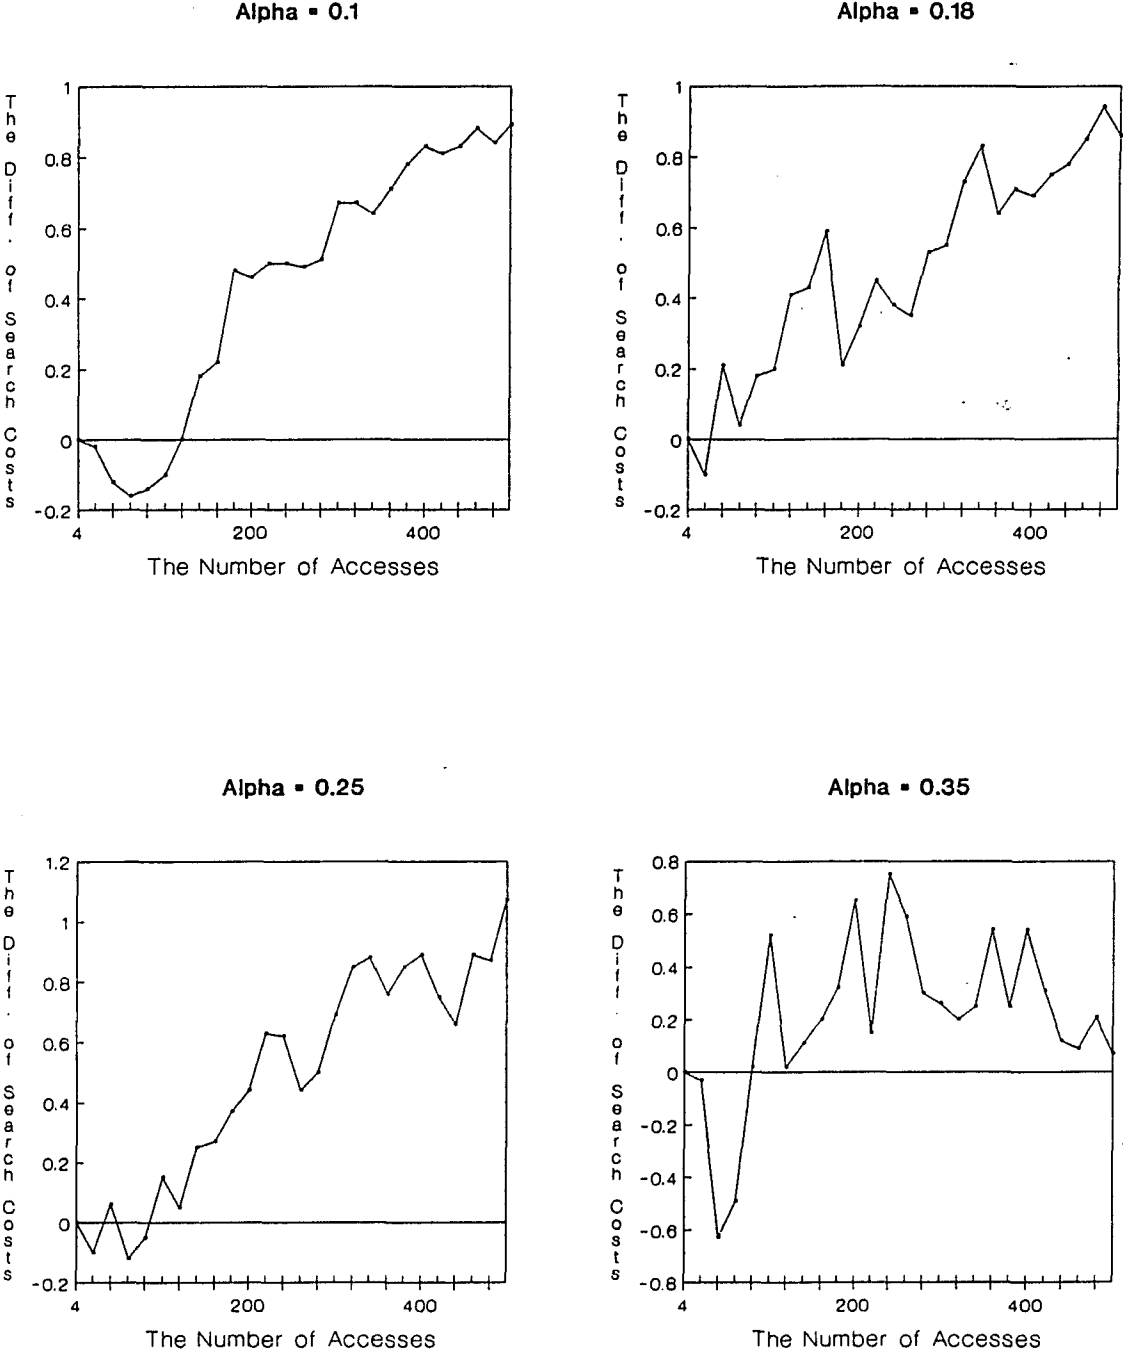 Alpha = 0.1
The Diff. of Search Costs
1
0.8
0.6
0.4
0.2
0
-0.2
4 200 400
The Number of Accesses
Alpha = 0.18
The Diff. of Search Costs
1
0.8
0.6
0.4
0.2
0
-0.2
4 200 400
The Number of Accesses
Alpha = 0.25
The Diff. of Search Costs
1.2
1
0.8
0.6
0.4
0.2
0
-0.2
4 200 400
The Number of Accesses
Alpha = 0.35
The Diff. of Search Costs
0.8
0.6
0.4
0.2
0
-0.2
-0.4
-0.6
-0.8
4 200 400
The Number of Accesses